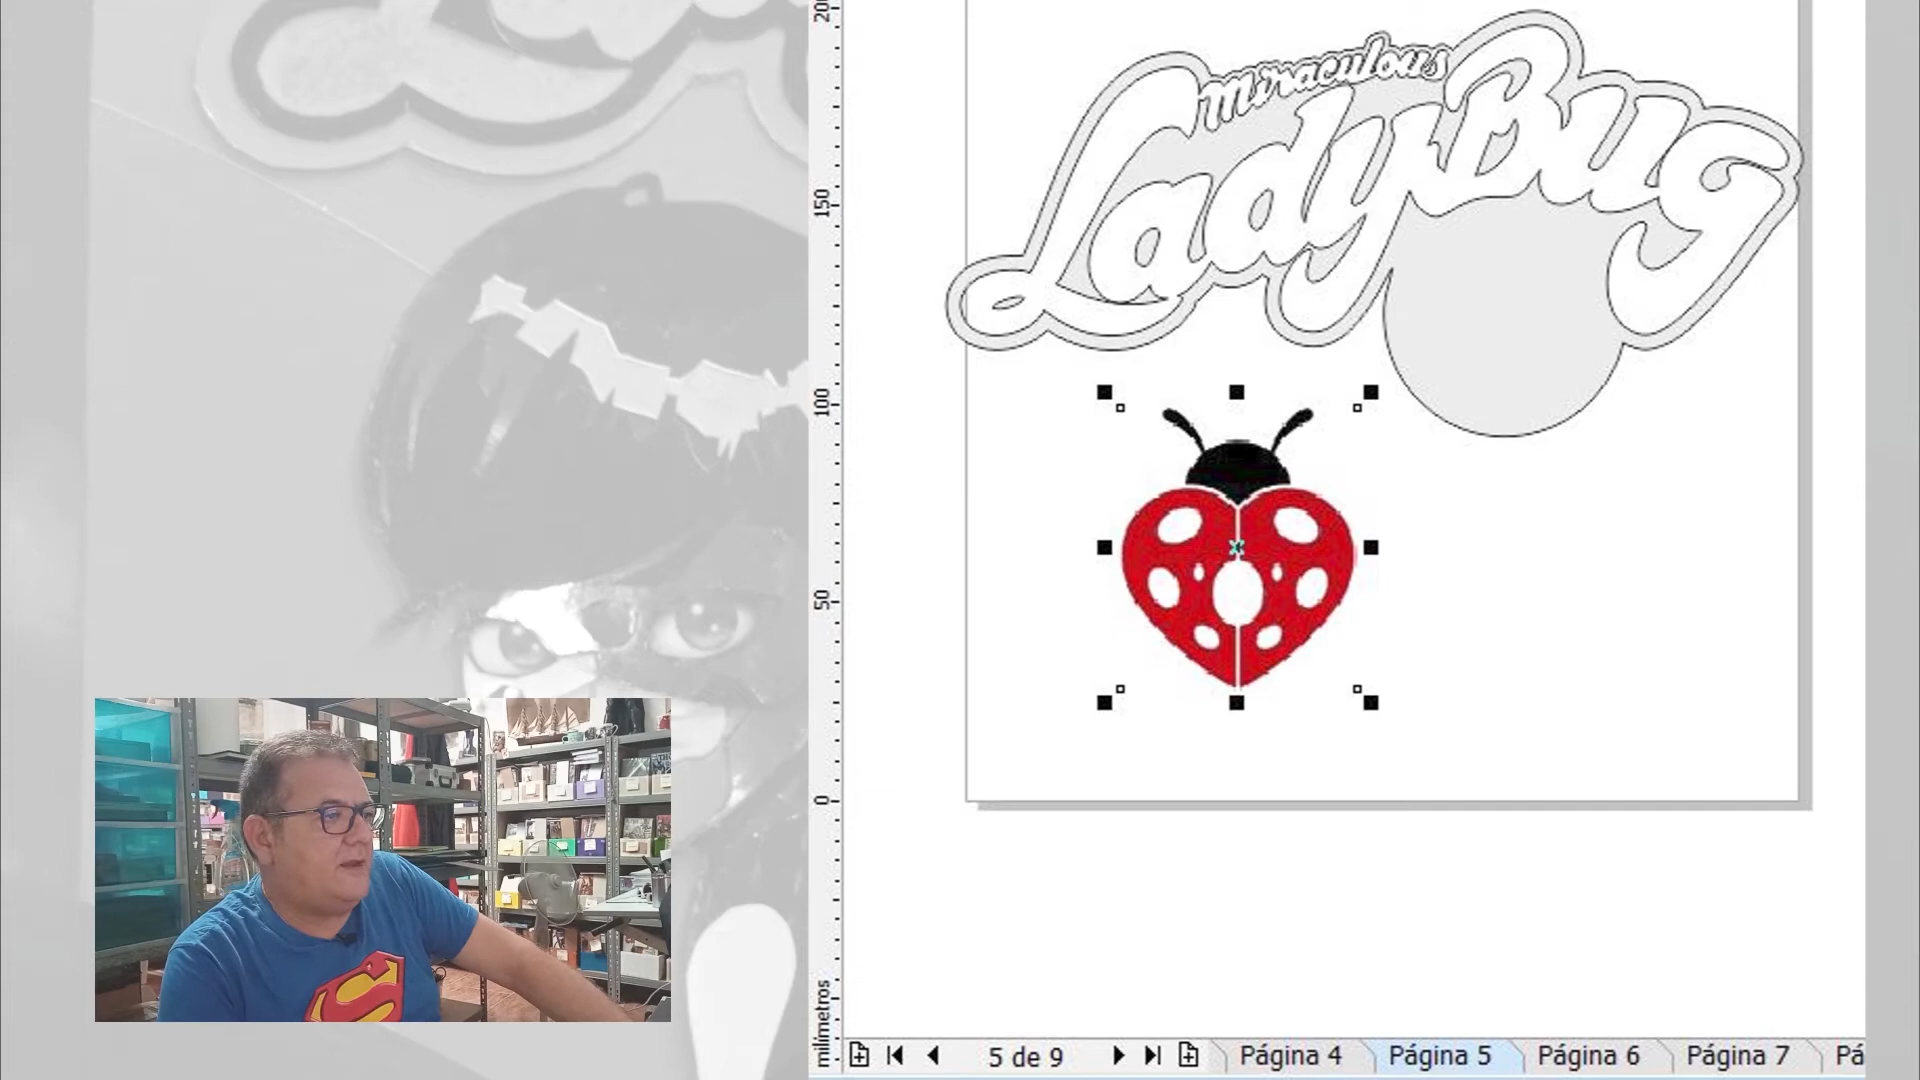 200
miraculous
LadyBug
150
100
50
0
milímetros
5 de 9
Página 4
Página 5
Página 6
Página 7
Pá
S